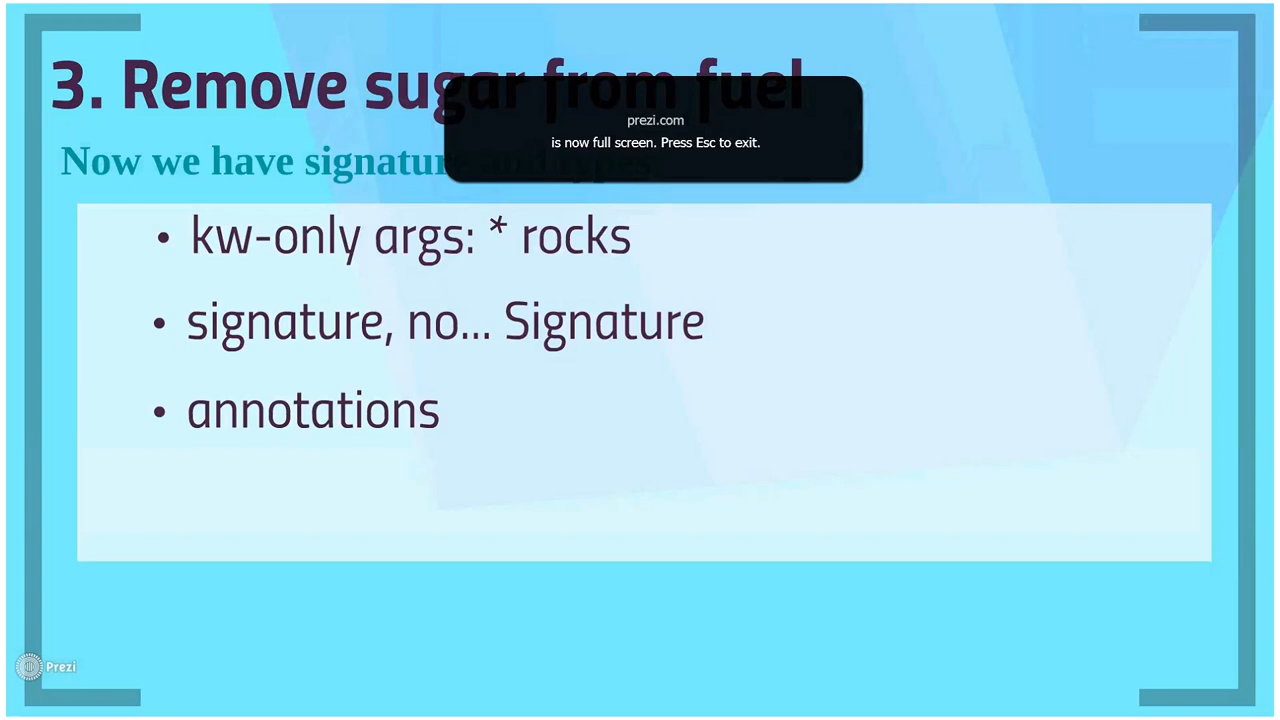 3. Remove sugar from fuel
prezi.com
is now full screen. Press Esc to exit.
Now we have signature and types
• kw-only args: * rocks
• signature, no... Signature
• annotations
Prezi